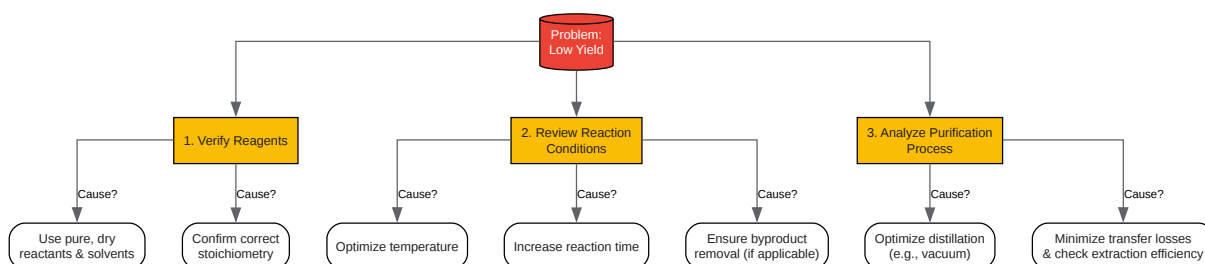 Problem:
Low Yield
1. Verify Reagents
2. Review Reaction
Conditions
3. Analyze Purification
Process
Cause?
Cause?
Cause?
Cause?
Cause?
Cause?
Cause?
Use pure, dry
reactants & solvents
Confirm correct
stoichiometry
Optimize temperature
Increase reaction time
Ensure byproduct
removal (if applicable)
Optimize distillation
(e.g., vacuum)
Minimize transfer losses
& check extraction efficiency